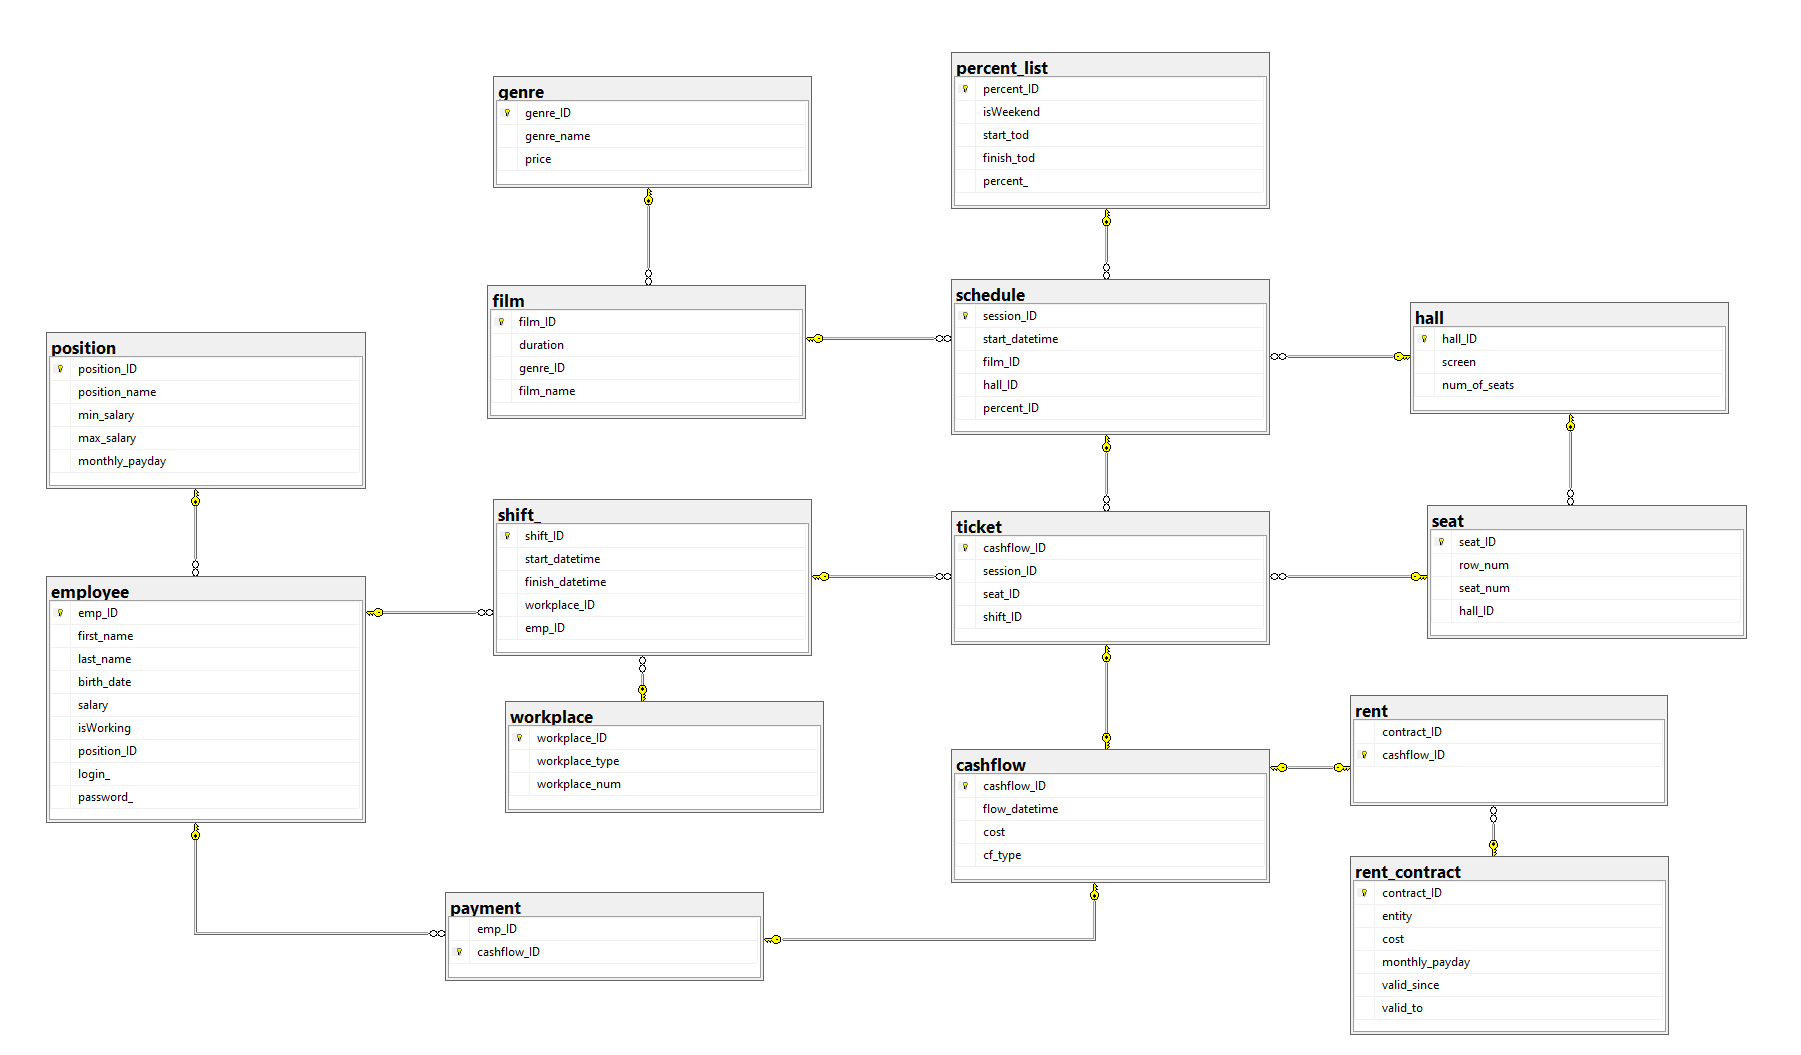 percent_list
percent_ID
isWeekend
start_tod
finish_tod
percent_
genre
genre_ID
genre_name
price
film
film_ID
duration
genre_ID
film_name
schedule
session_ID
start_datetime
film_ID
hall_ID
percent_ID
hall
hall_ID
screen
num_of_seats
position
position_ID
position_name
min_salary
max_salary
monthly_payday
shift_
shift_ID
start_datetime
finish_datetime
workplace_ID
emp_ID
ticket
cashflow_ID
session_ID
seat_ID
shift_ID
seat
seat_ID
row_num
seat_num
hall_ID
employee
emp_ID
first_name
last_name
birth_date
salary
isWorking
position_ID
login_
password_
workplace
workplace_ID
workplace_type
workplace_num
cashflow
cashflow_ID
flow_datetime
cost
cf_type
rent
contract_ID
cashflow_ID
payment
emp_ID
cashflow_ID
rent_contract
contract_ID
entity
cost
monthly_payday
valid_since
valid_to